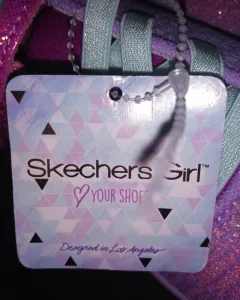 Skechers Girl™
YOUR SHOES
Designed in Los Angeles